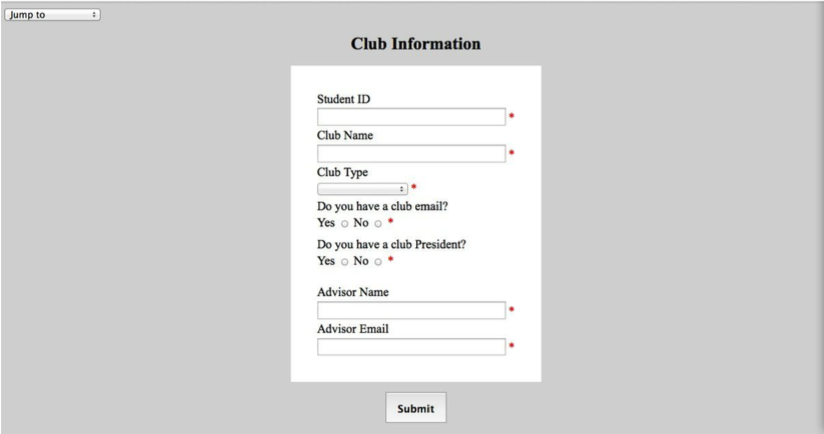 Jump to
Club Information
Student ID
*
Club Name
*
Club Type
*
Do you have a club email?
Yes No *
Do you have a club President?
Yes No *
Advisor Name
*
Advisor Email
*
Submit